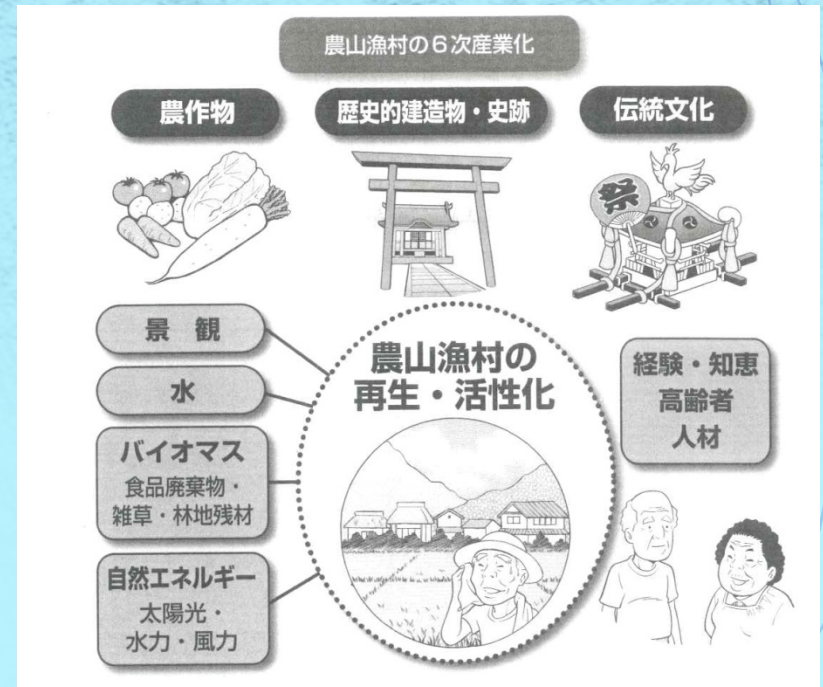 農山漁村の6次産業化
農作物
歴史的建造物・史跡
伝統文化
祭
景 観
水
バイオマス
食品廃棄物・
雑草・林地残材
自然エネルギー
太陽光・
水力・風力
農山漁村の
再生・活性化
経験・知恵
高齢者
人材